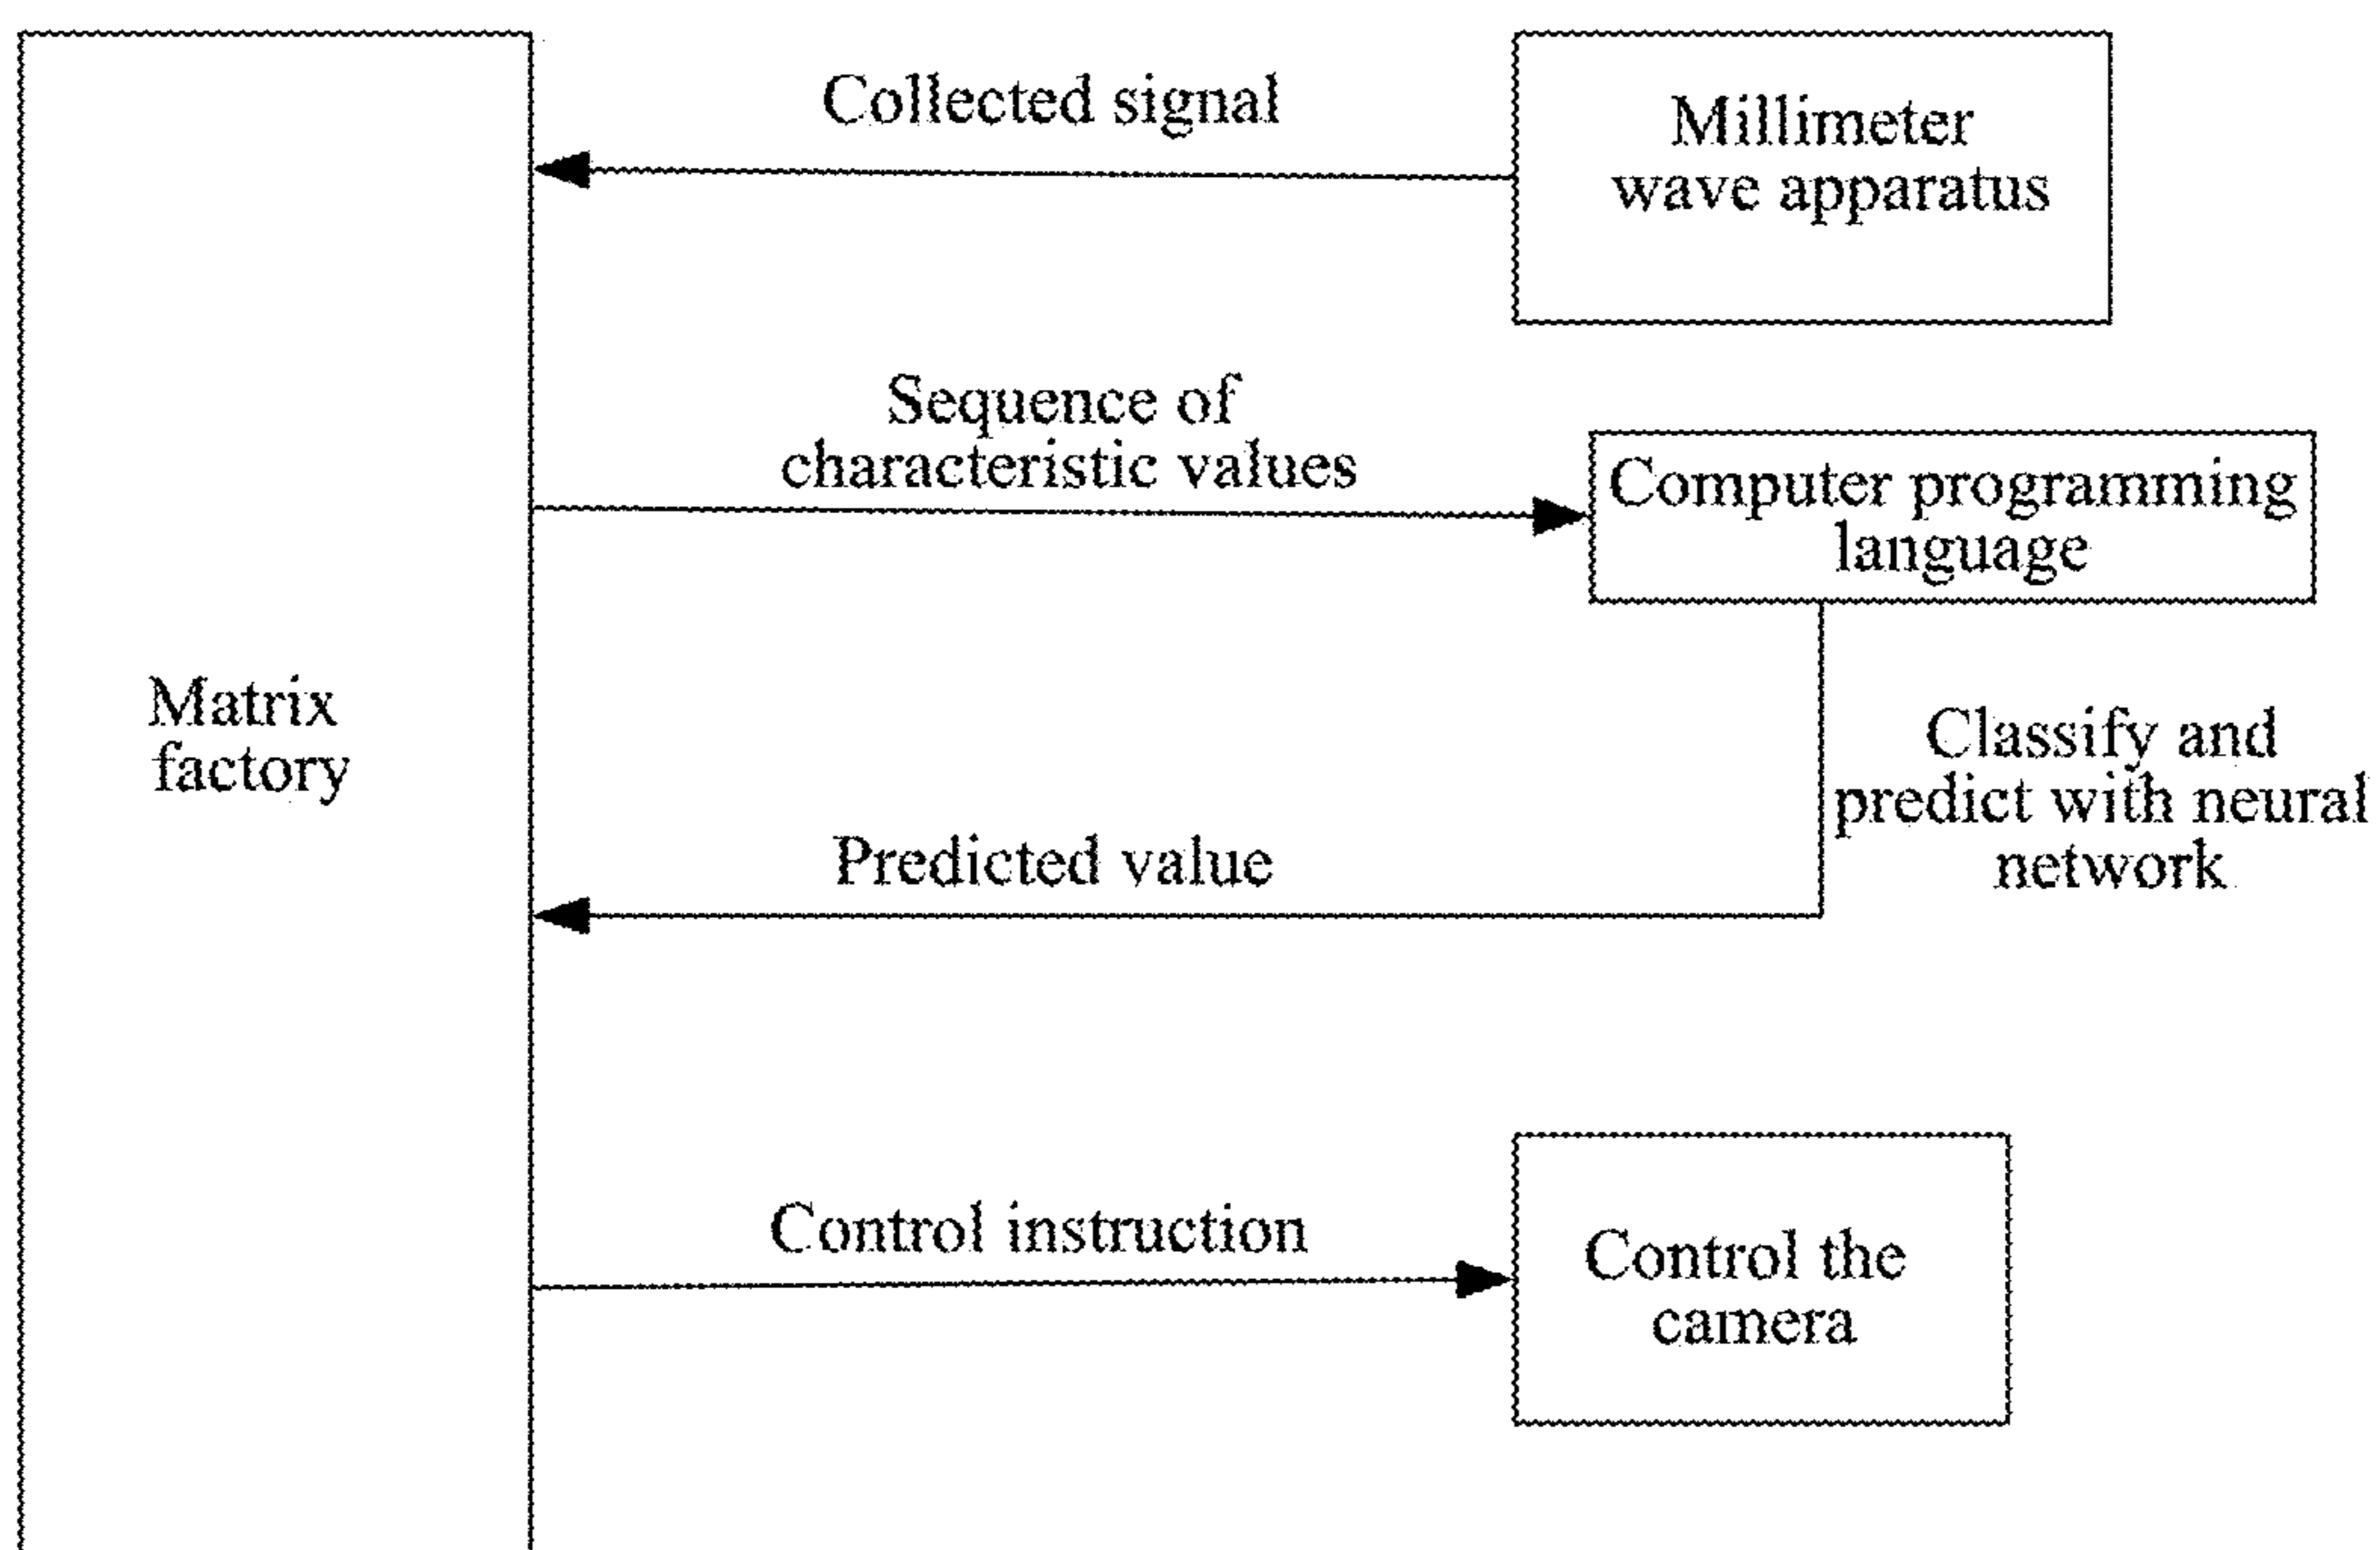 Collected signal
Millimeter
wave apparatus
Sequence of
characteristic values
Computer programming
language
Matrix
factory
Classify and
predict with neural
network
Predicted value
Control instruction
Control the
camera